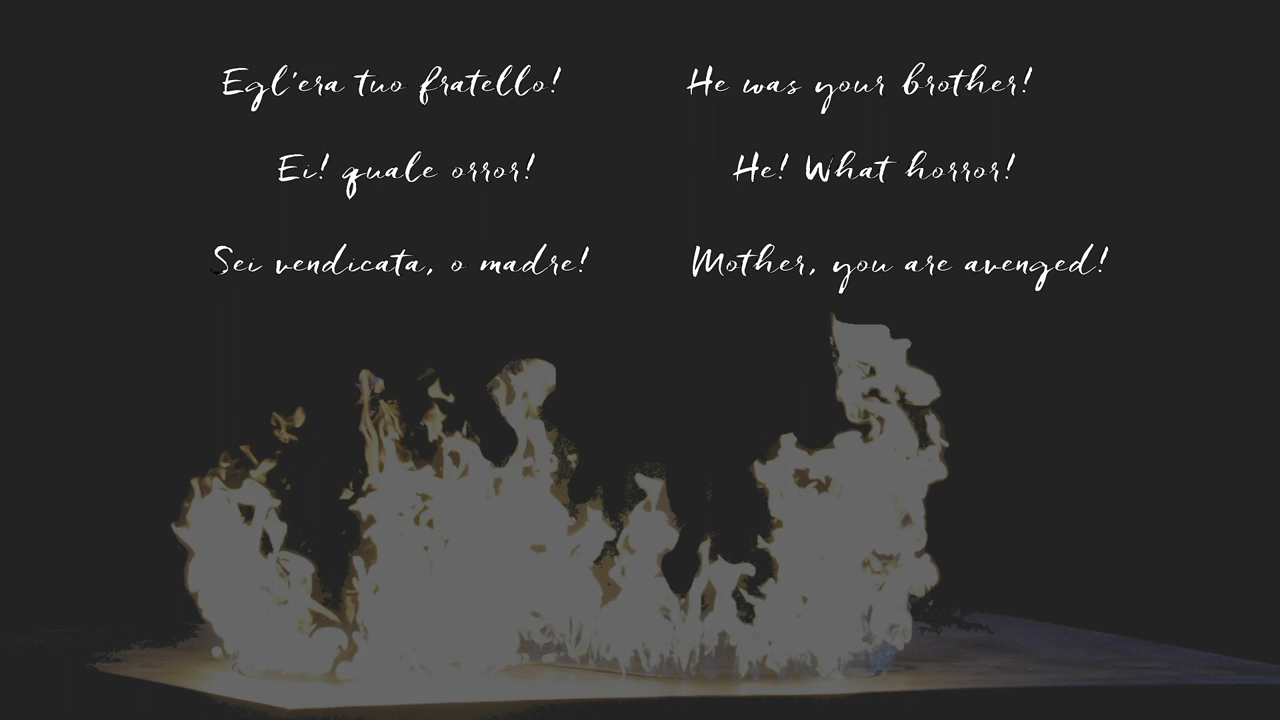 Egl'era tuo fratello!
He was your brother!
Ei! quale orror!
He! What horror!
Sei vendicata, o madre!
Mother, you are avenged!